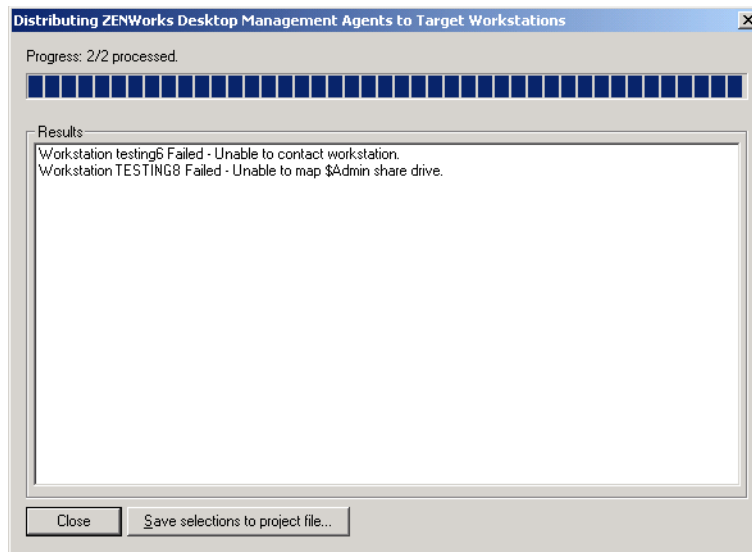 Distributing ZENWorks Desktop Management Agents to Target Workstations
Progress: 2/2 processed.
Results
Workstation testing6 Failed - Unable to contact workstation.
Workstation TESTING8 Failed - Unable to map $Admin share drive.
Close
Save selections to project file...